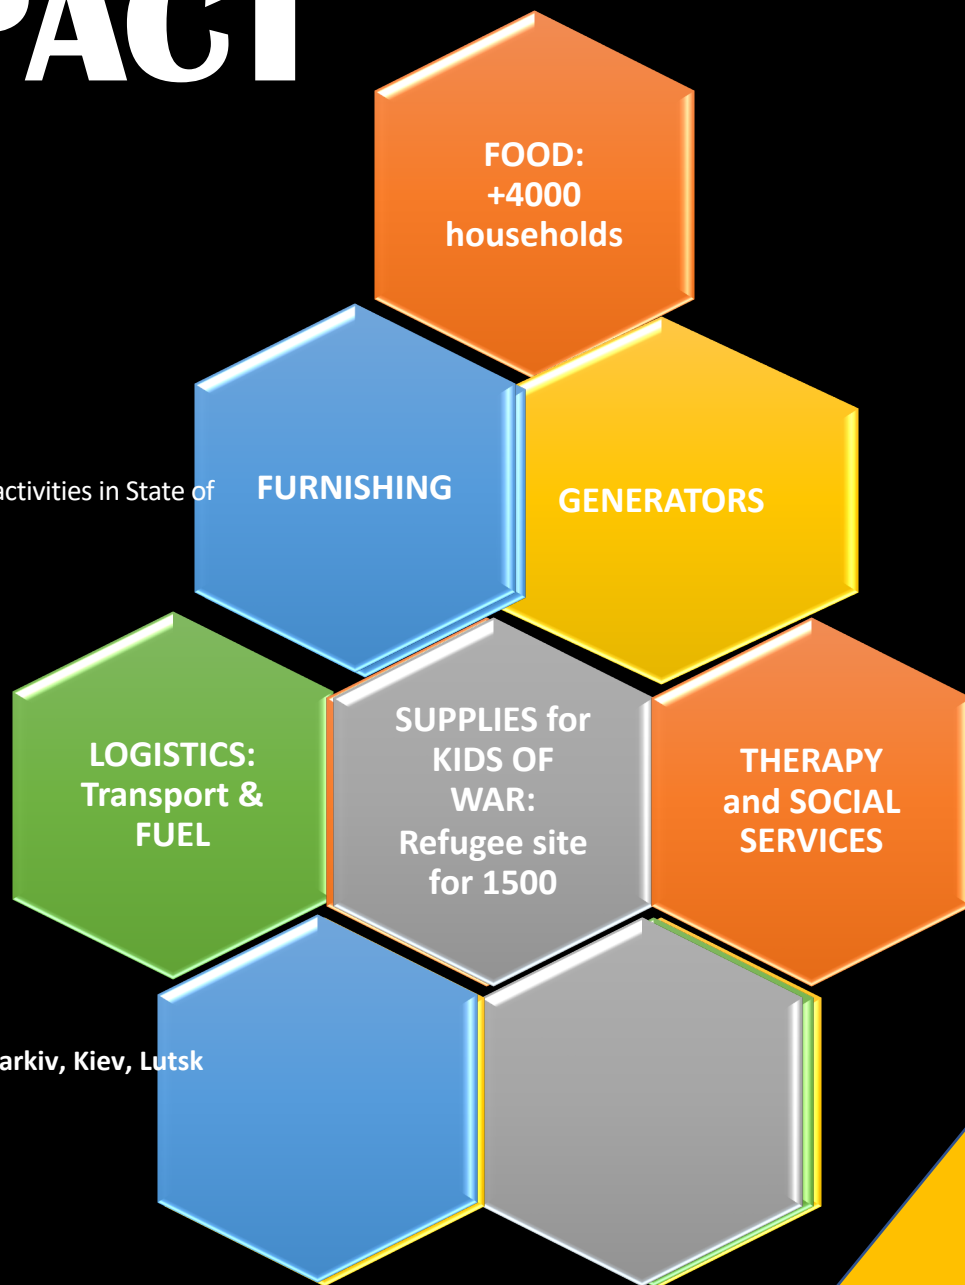 PACT
FOOD:
+4000
households
activities in State of
FURNISHING
GENERATORS
LOGISTICS:
Transport &
FUEL
SUPPLIES for
KIDS OF
WAR:
Refugee site
for 1500
THERAPY
and SOCIAL
SERVICES
arkiv, Kiev, Lutsk